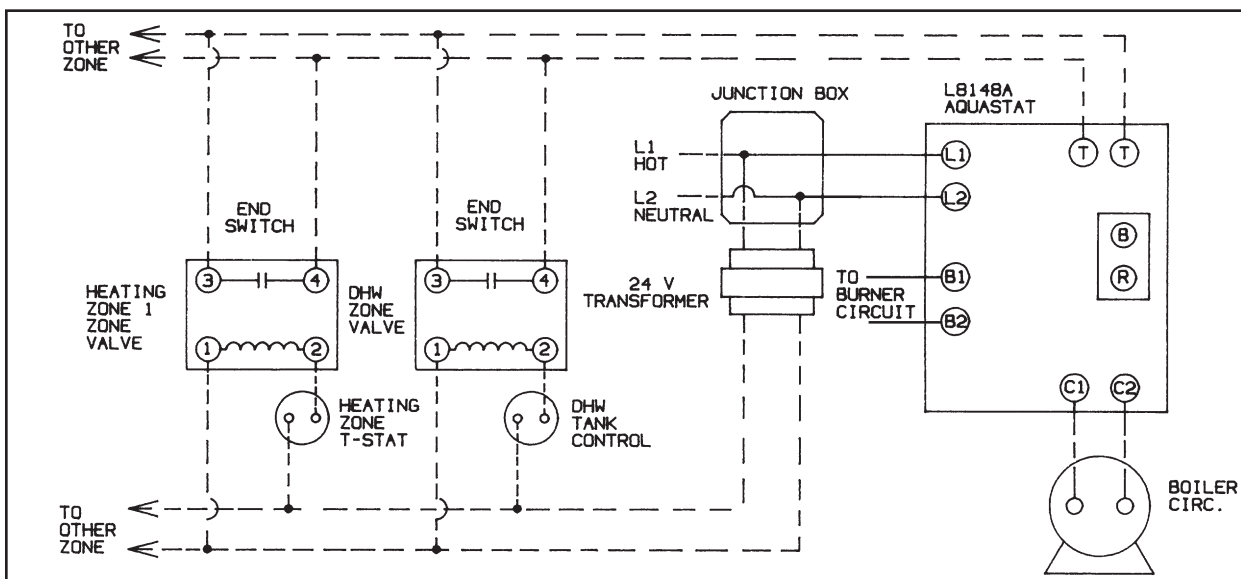 TO
OTHER
ZONE
JUNCTION BOX
L8148A
AQUASTAT
L1
HOT
L2
NEUTRAL
L1
L2
T
T
B
R
B1
B2
C1
C2
END
SWITCH
END
SWITCH
3
4
3
4
HEATING
ZONE 1
ZONE
VALVE
DHW
ZONE
VALVE
24 V
TRANSFORMER
TO
BURNER
CIRCUIT
1
2
1
2
HEATING
ZONE
T-STAT
DHW
TANK
CONTROL
BOILER
CIRC.
TO
OTHER
ZONE